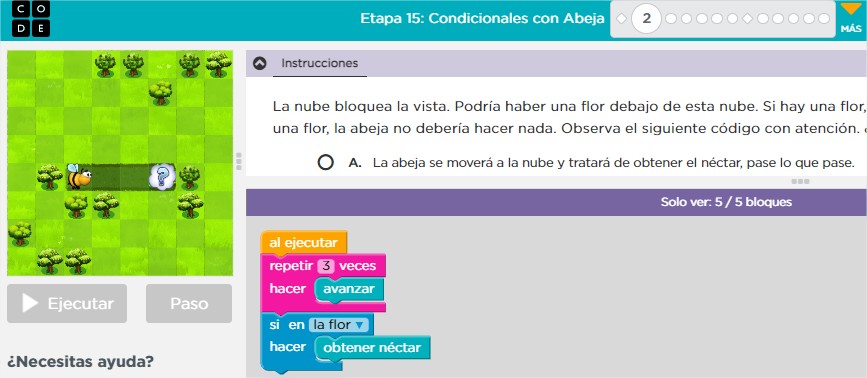 C O
D E
Etapa 15: Condicionales con Abeja
2
MÁS
Instrucciones
La nube bloquea la vista. Podría haber una flor debajo de esta nube. Si hay una flor,
una flor, la abeja no debería hacer nada. Observa el siguiente código con atención.
A. La abeja se moverá a la nube y tratará de obtener el néctar, pase lo que pase.
?
Solo ver: 5 / 5 bloques
al ejecutar
repetir 3 veces
hacer avanzar
si en la flor
hacer obtener néctar
Ejecutar
Paso
¿Necesitas ayuda?